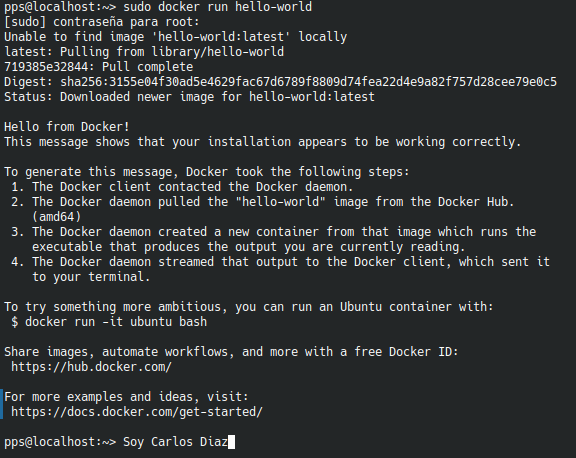 pps@localhost:~> sudo docker run hello-world
[sudo] contraseña para root:
Unable to find image 'hello-world:latest' locally
latest: Pulling from library/hello-world
719385e32844: Pull complete
Digest: sha256:3155e04f30ad5e4629fac67d6789f8809d74fea22d4e9a82f757d28cee79e0c5
Status: Downloaded newer image for hello-world:latest

Hello from Docker!
This message shows that your installation appears to be working correctly.

To generate this message, Docker took the following steps:
 1. The Docker client contacted the Docker daemon.
 2. The Docker daemon pulled the "hello-world" image from the Docker Hub.
    (amd64)
 3. The Docker daemon created a new container from that image which runs the
    executable that produces the output you are currently reading.
 4. The Docker daemon streamed that output to the Docker client, which sent it
    to your terminal.

To try something more ambitious, you can run an Ubuntu container with:
 $ docker run -it ubuntu bash

Share images, automate workflows, and more with a free Docker ID:
 https://hub.docker.com/

For more examples and ideas, visit:
 https://docs.docker.com/get-started/

pps@localhost:~> Soy Carlos Diaz